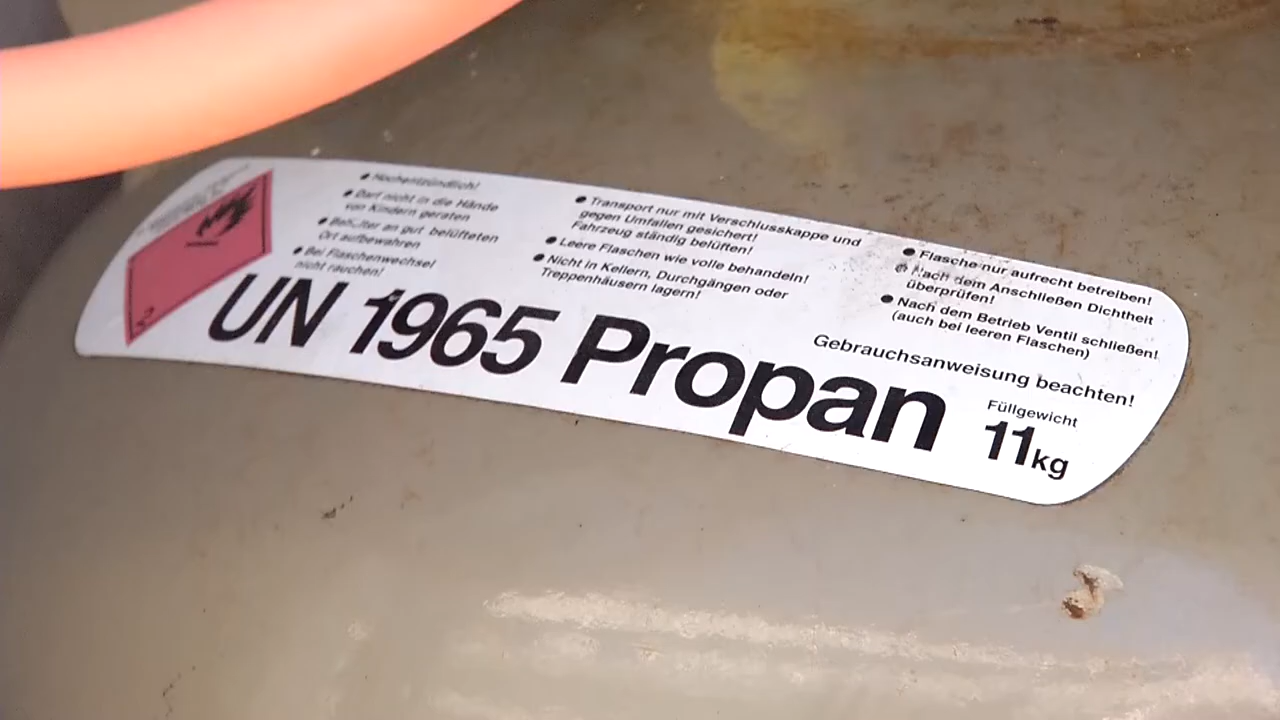 ● Hochentzündlich!
● Darf nicht in die Hände
von Kindern geraten
● Behälter an gut belüfteten
Ort aufbewahren
● Bei Flaschenwechsel
nicht rauchen!
● Transport nur mit Verschlusskappe und
gegen Umfallen gesichert!
Fahrzeug ständig belüften!
● Leere Flaschen wie volle behandeln!
● Nicht in Kellern, Durchgängen oder
Treppenhäusern lagern!
● Flasche nur aufrecht betreiben!
● Nach dem Anschließen Dichtheit
überprüfen!
● Nach dem Betrieb Ventil schließen!
(auch bei leeren Flaschen)
Gebrauchsanweisung beachten!
2
UN 1965 Propan
Füllgewicht
11kg